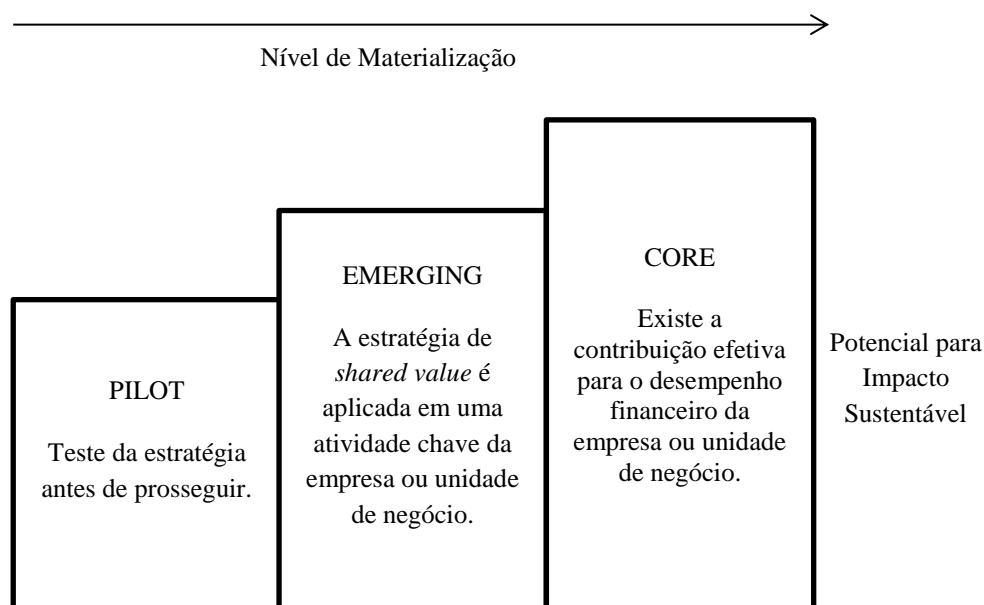 Nível de Materialização
PILOT
Teste da estratégia
antes de prosseguir.
EMERGING
A estratégia de
shared value é
aplicada em uma
atividade chave da
empresa ou unidade
de negócio.
CORE
Existe a
contribuição efetiva
para o desempenho
financeiro da
empresa ou unidade
de negócio.
Potencial para
Impacto
Sustentável